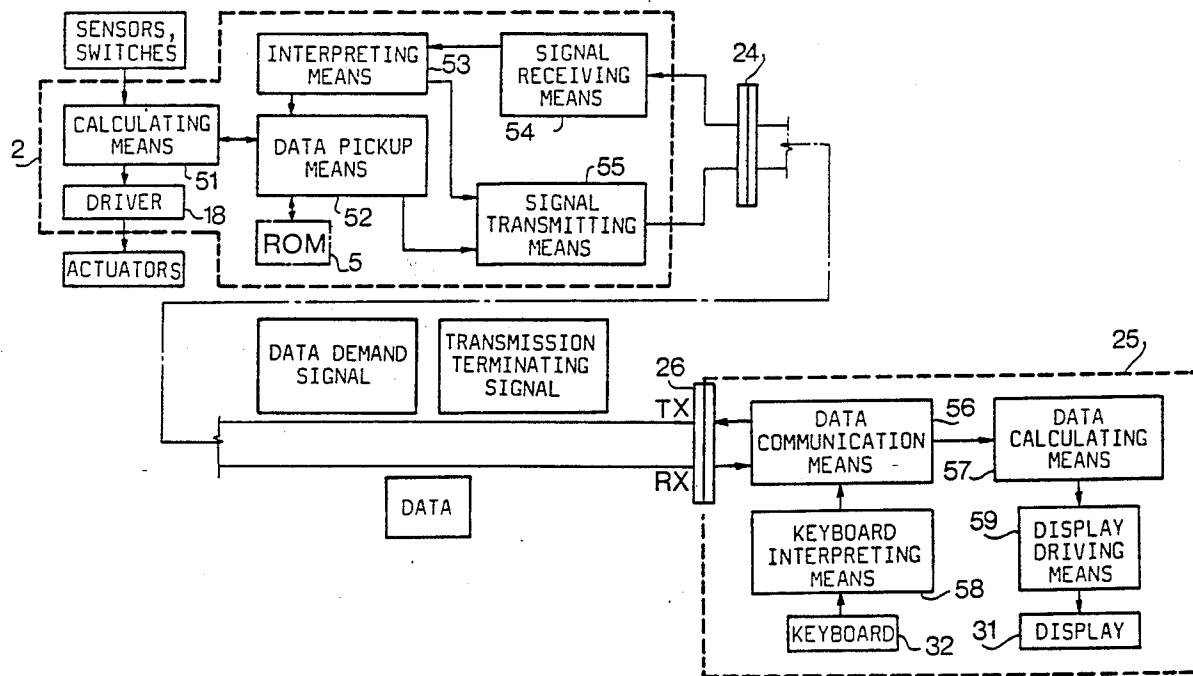 SENSORS,
SWITCHES
INTERPRETING
MEANS
53
SIGNAL
RECEIVING
MEANS
54
24
2
CALCULATING
MEANS
51
DATA PICKUP
MEANS
52
55
SIGNAL
TRANSMITTING
MEANS
DRIVER
18
ROM
5
ACTUATORS
DATA DEMAND
SIGNAL
TRANSMISSION
TERMINATING
SIGNAL
26
25
TX
RX
DATA
COMMUNICATION
MEANS
56
DATA
CALCULATING
MEANS
57
DATA
KEYBOARD
INTERPRETING
MEANS
58
59
DISPLAY
DRIVING
MEANS
KEYBOARD
32
31
DISPLAY